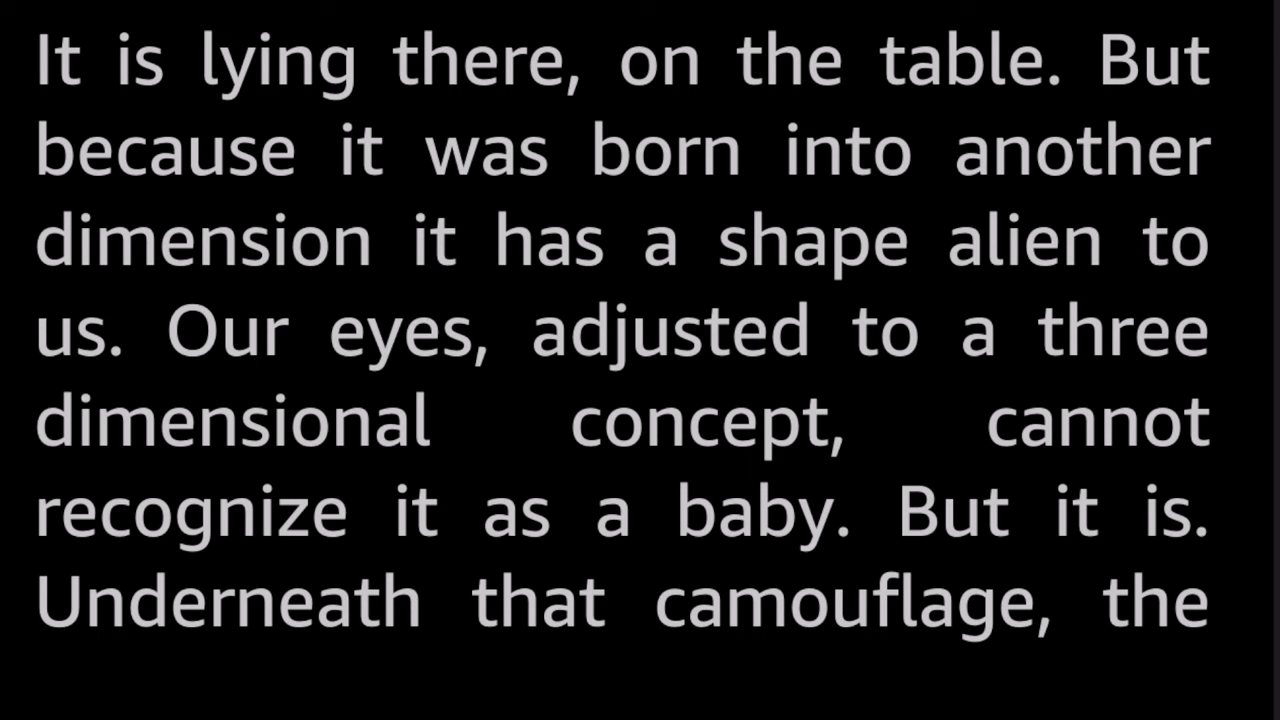 It is lying there, on the table. But
because it was born into another
dimension it has a shape alien to
us. Our eyes, adjusted to a three
dimensional concept, cannot
recognize it as a baby. But it is.
Underneath that camouflage, the